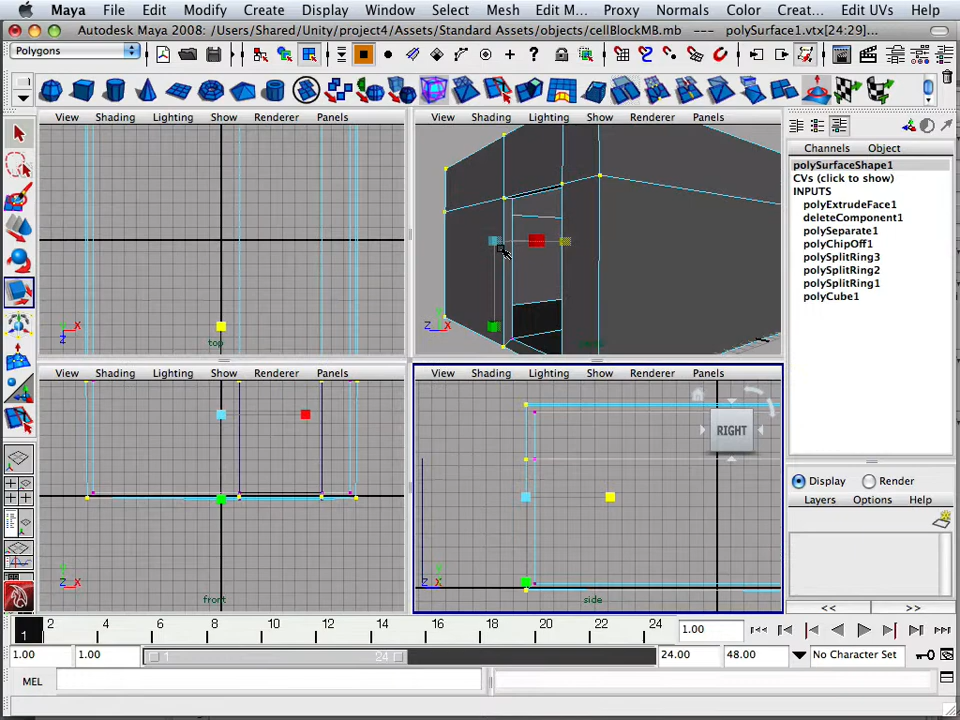 Maya File Edit Modify Create Display Window Select Mesh Edit M... Proxy Normals Color Creat... Edit UVs Help
Autodesk Maya 2008: /Users/Shared/Unity/project4/Assets/Standard Assets/objects/cellBlockMB.mb --- polySurface1.vtx[24:29]...
Polygons
View Shading Lighting Show Renderer Panels
View Shading Lighting Show Renderer Panels
Channels Object
polySurfaceShape1
CVs (click to show)
INPUTS
polyExtrudeFace1
deleteComponent1
polySeparate1
polyChipOff1
polySplitRing3
polySplitRing2
polySplitRing1
polyCube1
X
Z
top
Z X
View Shading Lighting Show Renderer Panels
View Shading Lighting Show Renderer Panels
RIGHT
X
front
Z
side
Display Render
Layers Options Help
<< >>
1 2 4 6 8 10 12 14 16 18 20 22 24
1.00
1.00 1.00 1 24 24.00 48.00 No Character Set
MEL